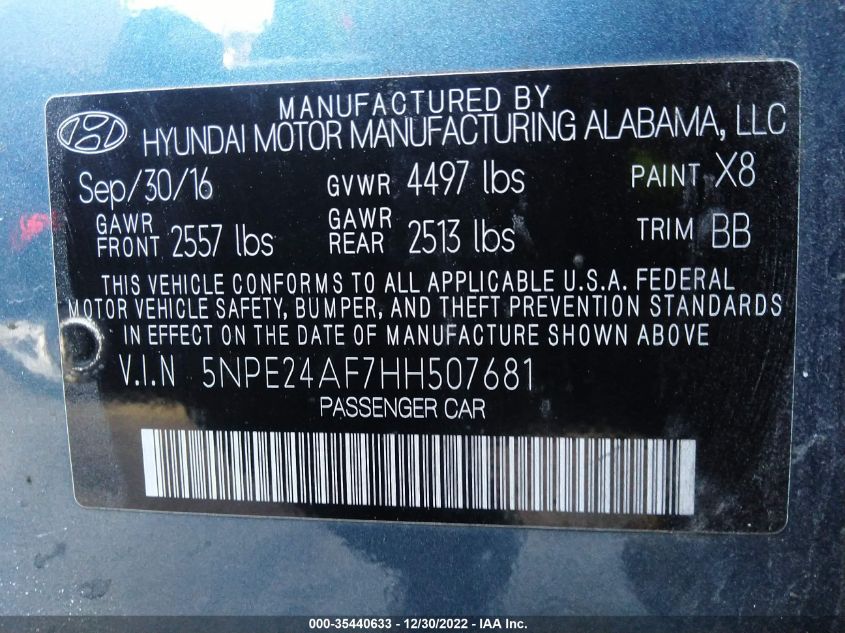 MANUFACTURED BY
HYUNDAI MOTOR MANUFACTURING ALABAMA, LLC
Sep/30/16 GVWR 4497 lbs PAINT X8
GAWR FRONT 2557 lbs GAWR REAR 2513 lbs TRIM BB
THIS VEHICLE CONFORMS TO ALL APPLICABLE U.S.A. FEDERAL
MOTOR VEHICLE SAFETY, BUMPER, AND THEFT PREVENTION STANDARDS
IN EFFECT ON THE DATE OF MANUFACTURE SHOWN ABOVE
V.I.N 5NPE24AF7HH507681
PASSENGER CAR
000-35440633 - 12/30/2022 - IAA Inc.